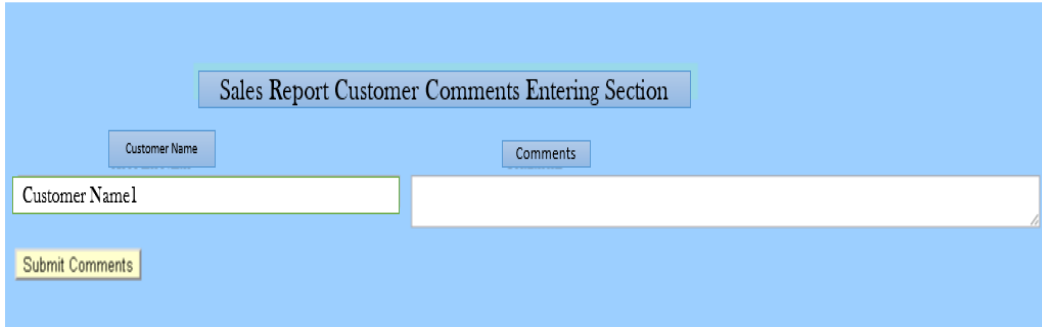 Sales Report Customer Comments Entering Section
Customer Name
Comments
Customer Name1
Submit Comments